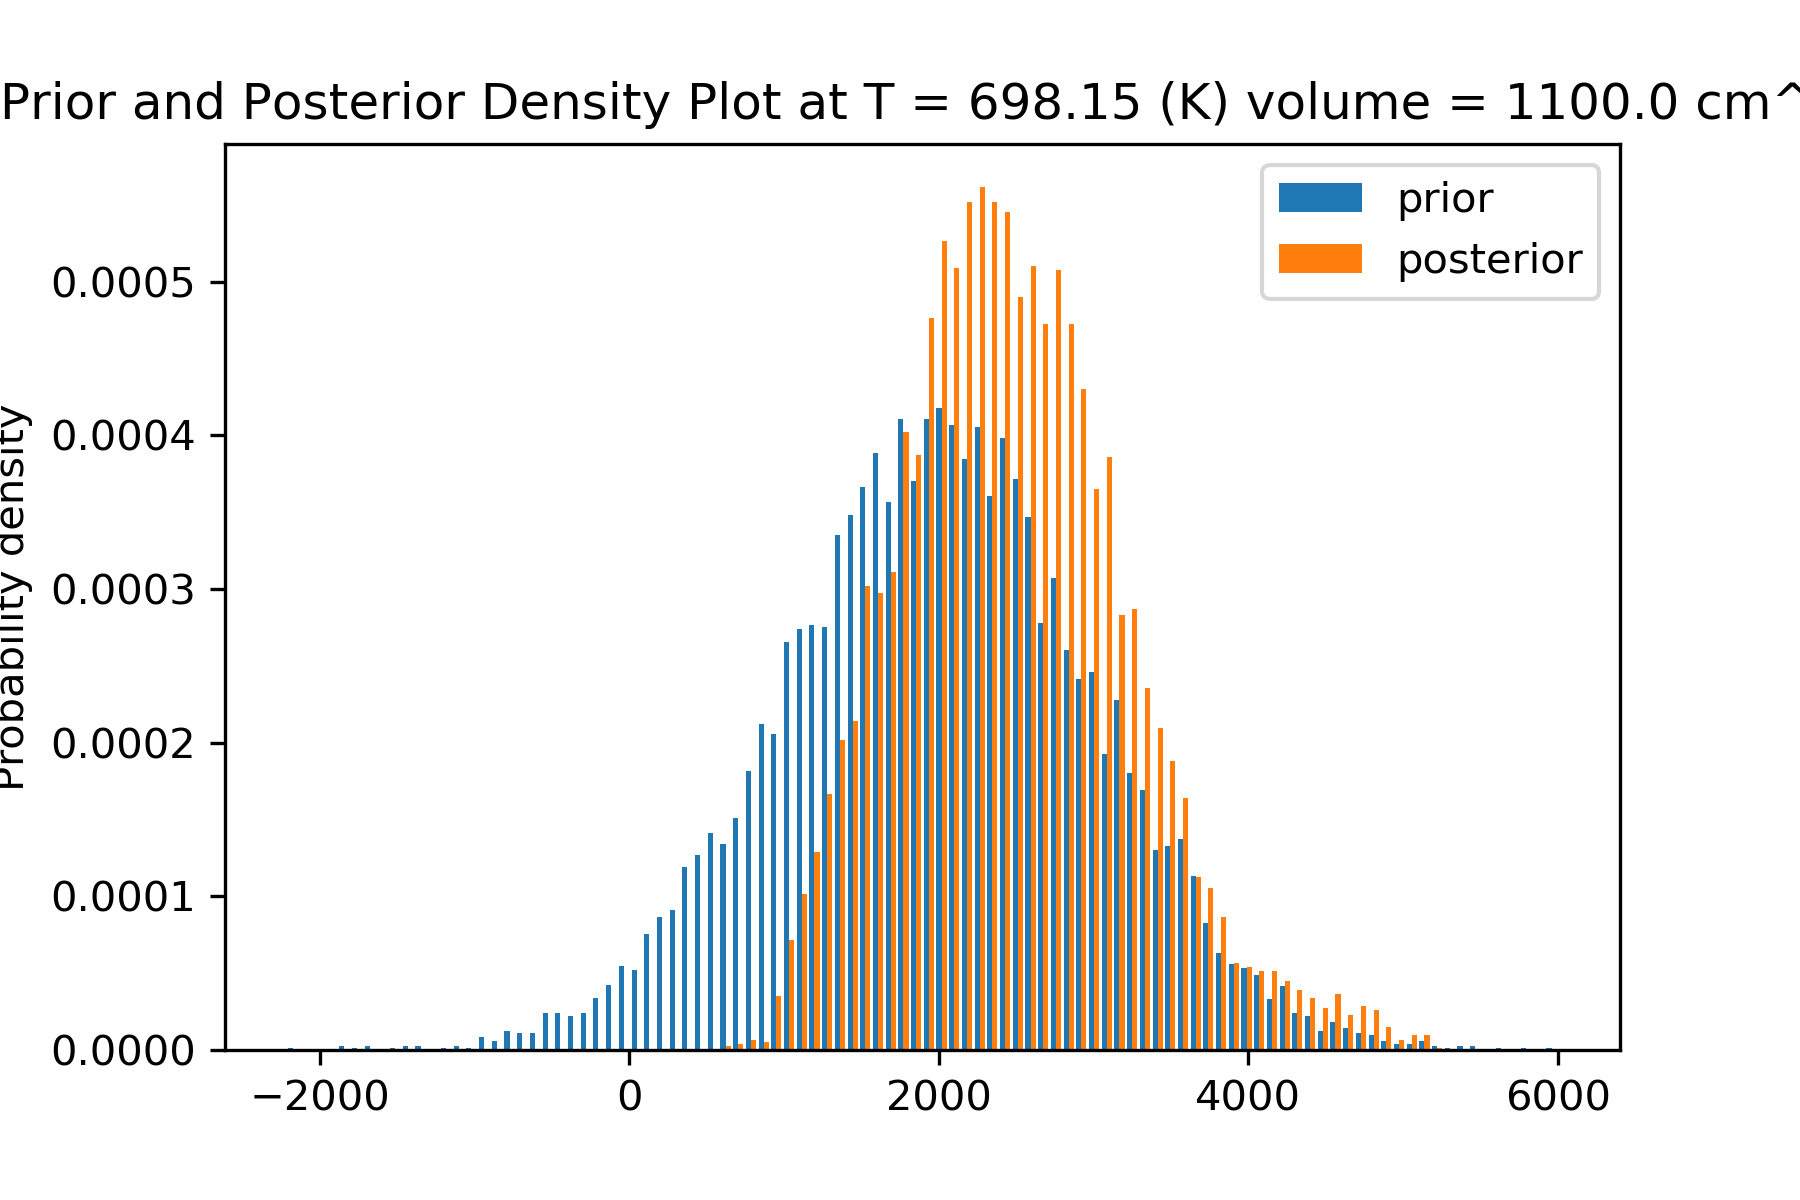 Prior and Posterior Density Plot at T = 698.15 (K) volume = 1100.0 cm^
prior
posterior
Probability density
0.0005
0.0004
0.0003
0.0002
0.0001
0.0000
−2000 0 2000 4000 6000